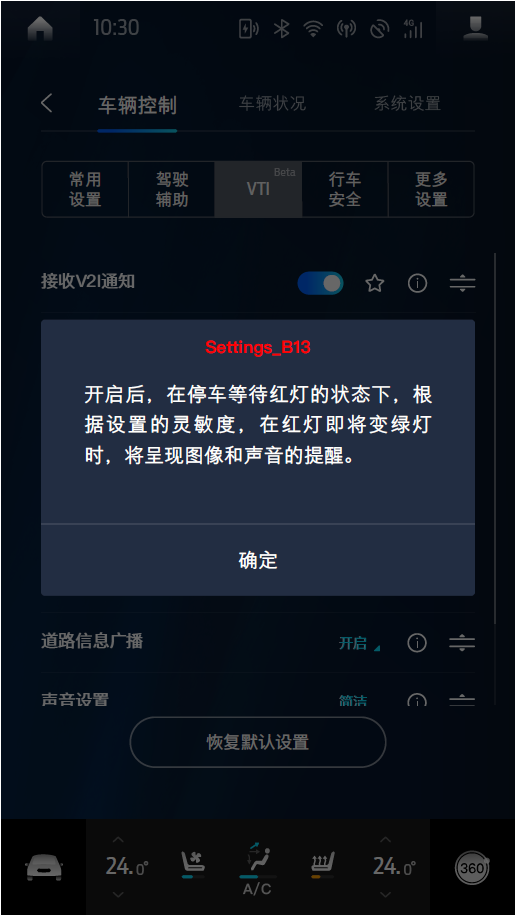 10:30
4G
车辆控制
车辆状况
系统设置
常用
设置
驾驶
辅助
VTI
Beta
行车
安全
更多
设置
接收V2I通知
Settings_B13
开启后，在停车等待红灯的状态下，根
据设置的灵敏度，在红灯即将变绿灯
时，将呈现图像和声音的提醒。
确定
道路信息广播
开启
声音设置
简洁
恢复默认设置
24.0°
A/C
24.0°
360